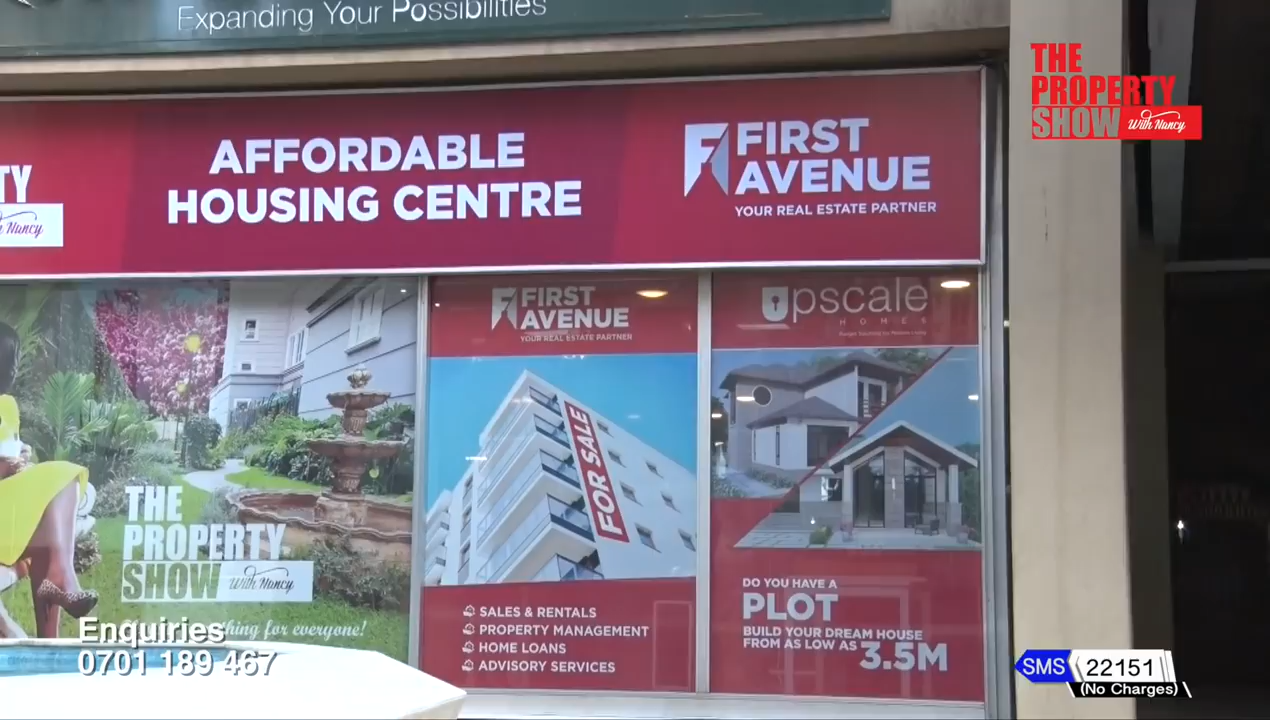 Expanding Your Possibilities
THE
PROPERTY
SHOW With Nancy
TY
Nancy
AFFORDABLE
HOUSING CENTRE
FIRST
AVENUE
YOUR REAL ESTATE PARTNER
FIRST
AVENUE
YOUR REAL ESTATE PARTNER
Upscale
HOMES
FOR SALE
THE
PROPERTY
SHOW With Nancy
thing for everyone!
SALES & RENTALS
PROPERTY MANAGEMENT
HOME LOANS
ADVISORY SERVICES
DO YOU HAVE A
PLOT
BUILD YOUR DREAM HOUSE
FROM AS LOW AS 3.5M
Enquiries
0701 189 467
SMS 22151
(No Charges)